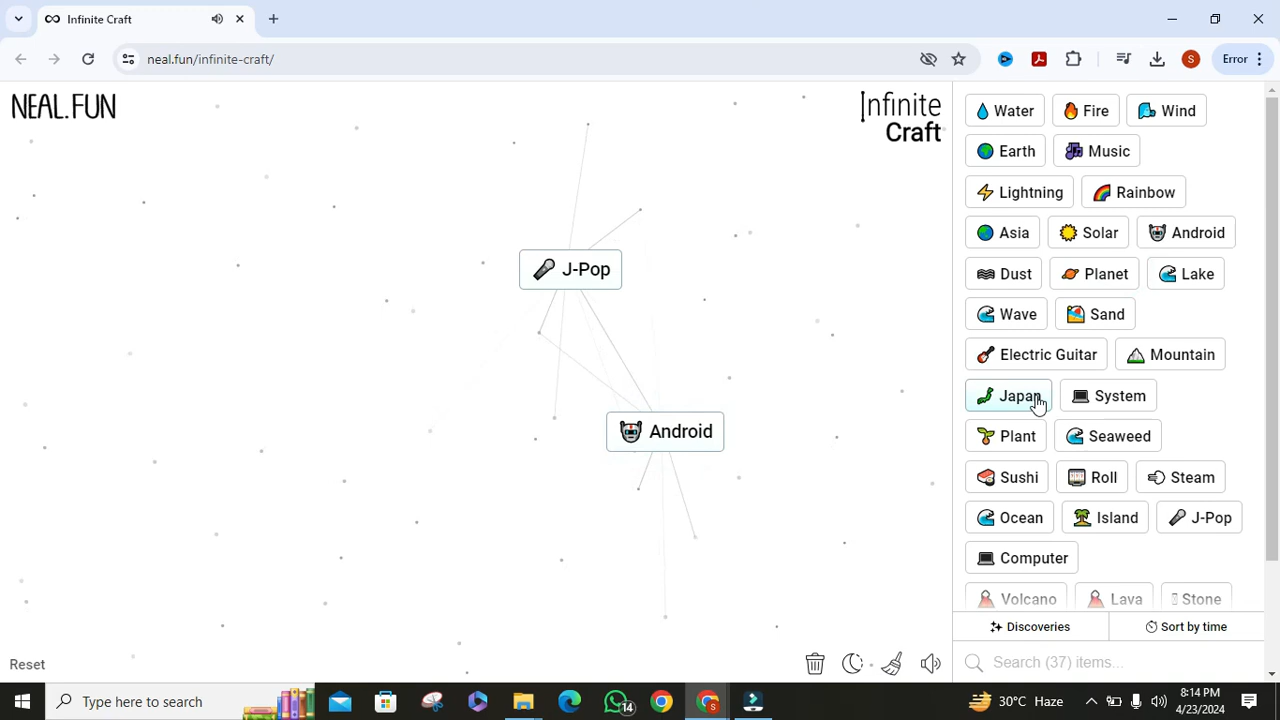 Infinite Craft
neal.fun/infinite-craft/
Error
NEAL.FUN
Infinite
Craft
Water Fire Wind
Earth Music
Lightning Rainbow
Asia Solar Android
Dust Planet Lake
Wave Sand
Electric Guitar Mountain
Japan System
Plant Seaweed
Sushi Roll Steam
Ocean Island J-Pop
Computer
Volcano Lava Stone
J-Pop
Android
Discoveries Sort by time
Reset
Search (37) items...
Type here to search
14
30°C Haze
8:14 PM
4/23/2024